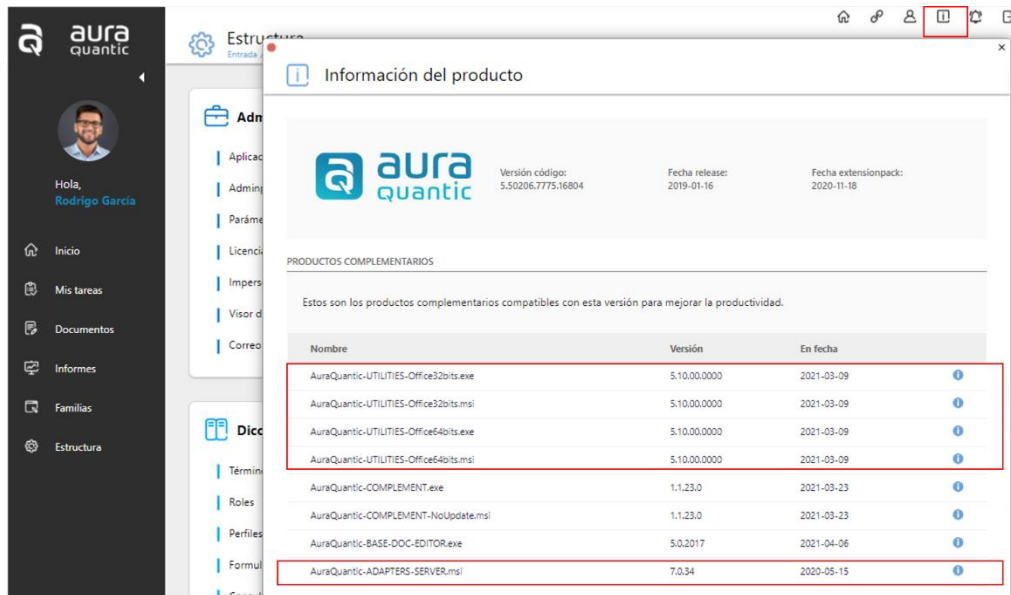 aura
quantic
Hola,
Rodrigo García
Inicio
Mis tareas
Documentos
Informes
Familias
Estructura
Estructura
Entrada /
Adm
Aplicac
Admin
Paráme
Licencia
Impers
Visor d
Correo
Dicc
Términ
Roles
Perfiles
Formul
Información del producto
aura
quantic
Versión código:
5.50206.7775.16804
Fecha release:
2019-01-16
Fecha extensionpack:
2020-11-18
PRODUCTOS COMPLEMENTARIOS
Estos son los productos complementarios compatibles con esta versión para mejorar la productividad.
Nombre Versión En fecha
AuraQuantic-UTILITIES-Office32bits.exe 5.10.00.0000 2021-03-09
AuraQuantic-UTILITIES-Office32bits.msi 5.10.00.0000 2021-03-09
AuraQuantic-UTILITIES-Office64bits.exe 5.10.00.0000 2021-03-09
AuraQuantic-UTILITIES-Office64bits.msi 5.10.00.0000 2021-03-09
AuraQuantic-COMPLEMENT.exe 1.1.23.0 2021-03-23
AuraQuantic-COMPLEMENT-NoUpdate.msi 1.1.23.0 2021-03-23
AuraQuantic-BASE-DOC-EDITOR.exe 5.0.2017 2021-04-06
AuraQuantic-ADAPTERS-SERVER.msi 7.0.34 2020-05-15